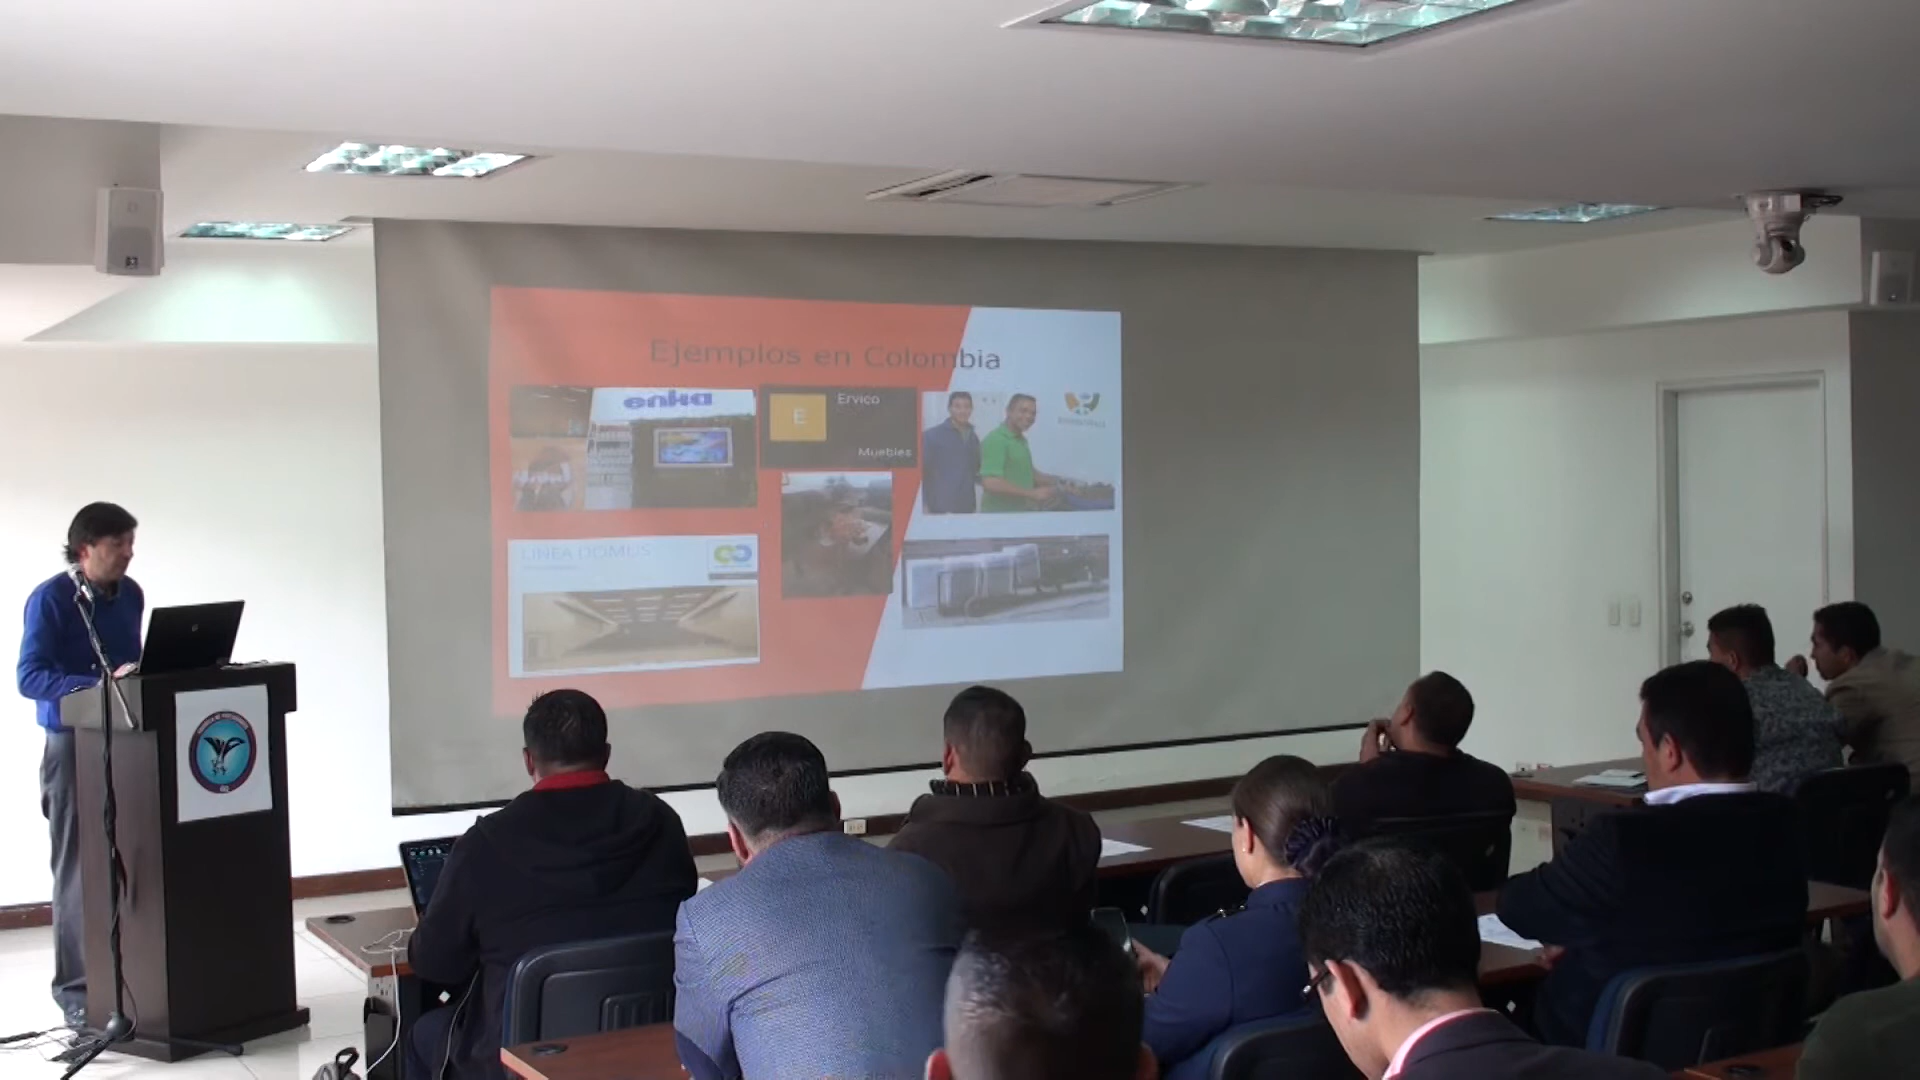 Ejemplos en Colombia
enka
E
Ervico
Muebles
LINEA DOMUS